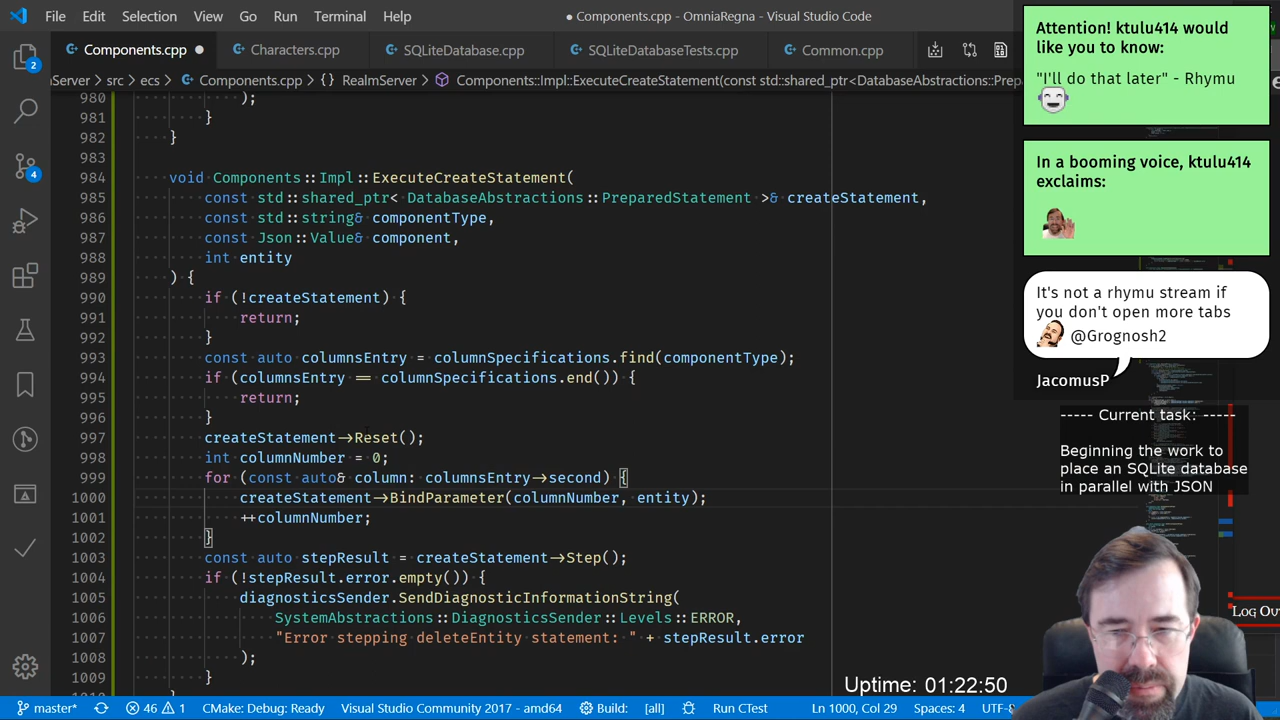 File Edit Selection View Go Run Terminal Help
● Components.cpp - OmniaRegna - Visual Studio Code
Components.cpp ● Characters.cpp SQLiteDatabase.cpp SQLiteDatabaseTests.cpp Common.cpp
mServer > src > ecs > Components.cpp > {} RealmServer > Components::Impl::ExecuteCreateStatement(const std::shared_ptr<DatabaseAbstractions::Prep
980 );
981 }
982 }
983
984 void Components::Impl::ExecuteCreateStatement(
985 const std::shared_ptr< DatabaseAbstractions::PreparedStatement >& createStatement,
986 const std::string& componentType,
987 const Json::Value& component,
988 int entity
989 ) {
990 if (!createStatement) {
991 return;
992 }
993 const auto columnsEntry = columnSpecifications.find(componentType);
994 if (columnsEntry == columnSpecifications.end()) {
995 return;
996 }
997 createStatement->Reset();
998 int columnNumber = 0;
999 for (const auto& column: columnsEntry->second) {
1000 createStatement->BindParameter(columnNumber, entity);
1001 ++columnNumber;
1002 }
1003 const auto stepResult = createStatement->Step();
1004 if (!stepResult.error.empty()) {
1005 diagnosticsSender.SendDiagnosticInformationString(
1006 SystemAbstractions::DiagnosticsSender::Levels::ERROR,
1007 "Error stepping deleteEntity statement: " + stepResult.error
1008 );
1009 }
Attention! ktulu414 would
like you to know:
"I'll do that later" - Rhymu
In a booming voice, ktulu414
exclaims:
It's not a rhymu stream if
you don't open more tabs
@Grognosh2
JacomusP
----- Current task: -----
Beginning the work to
place an SQLite database
in parallel with JSON
Log Ou
Uptime: 01:22:50
2
4
master* 46 1 CMake: Debug: Ready Visual Studio Community 2017 - amd64 Build: [all] Run CTest Ln 1000, Col 29 Spaces: 4 UTF-8